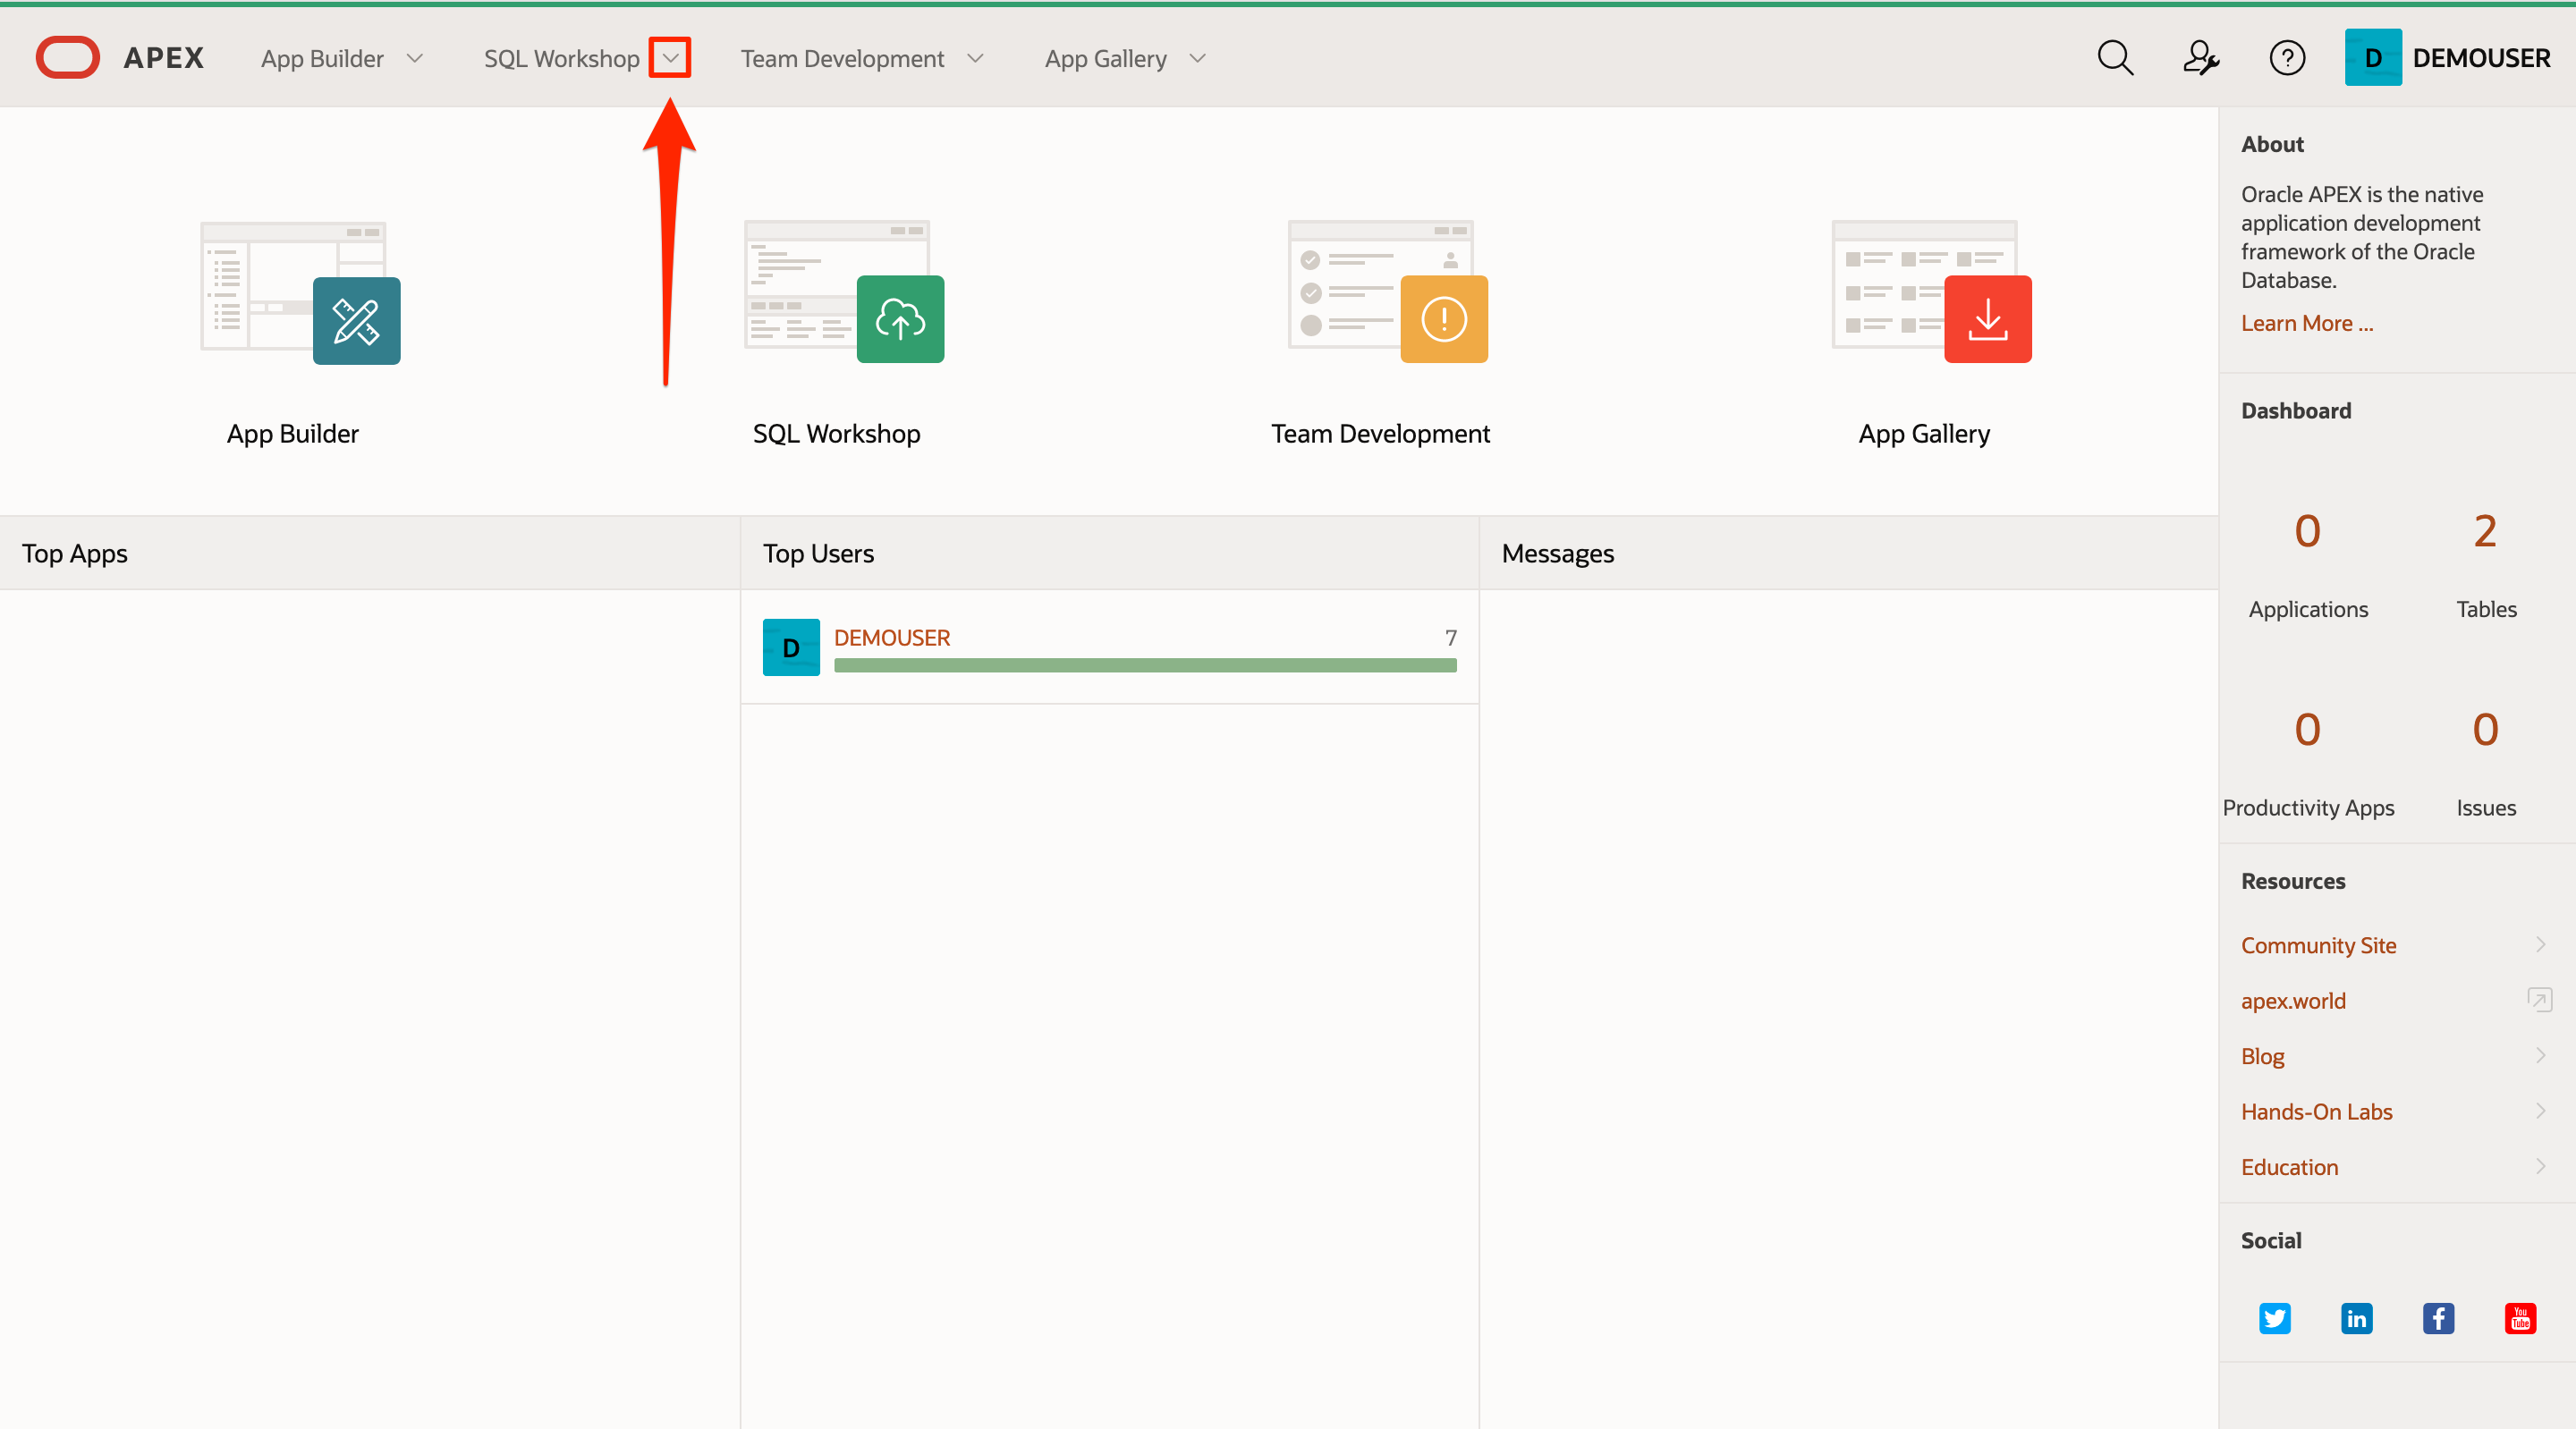 APEX
App Builder
SQL Workshop
Team Development
App Gallery
D
DEMOUSER
App Builder
SQL Workshop
Team Development
App Gallery
Top Apps
Top Users
D
DEMOUSER
7
Messages
About
Oracle APEX is the native
application development
framework of the Oracle
Database.
Learn More ...
Dashboard
0
2
Applications
Tables
0
0
Productivity Apps
Issues
Resources
Community Site
apex.world
Blog
Hands-On Labs
Education
Social
in
f
You
Tube